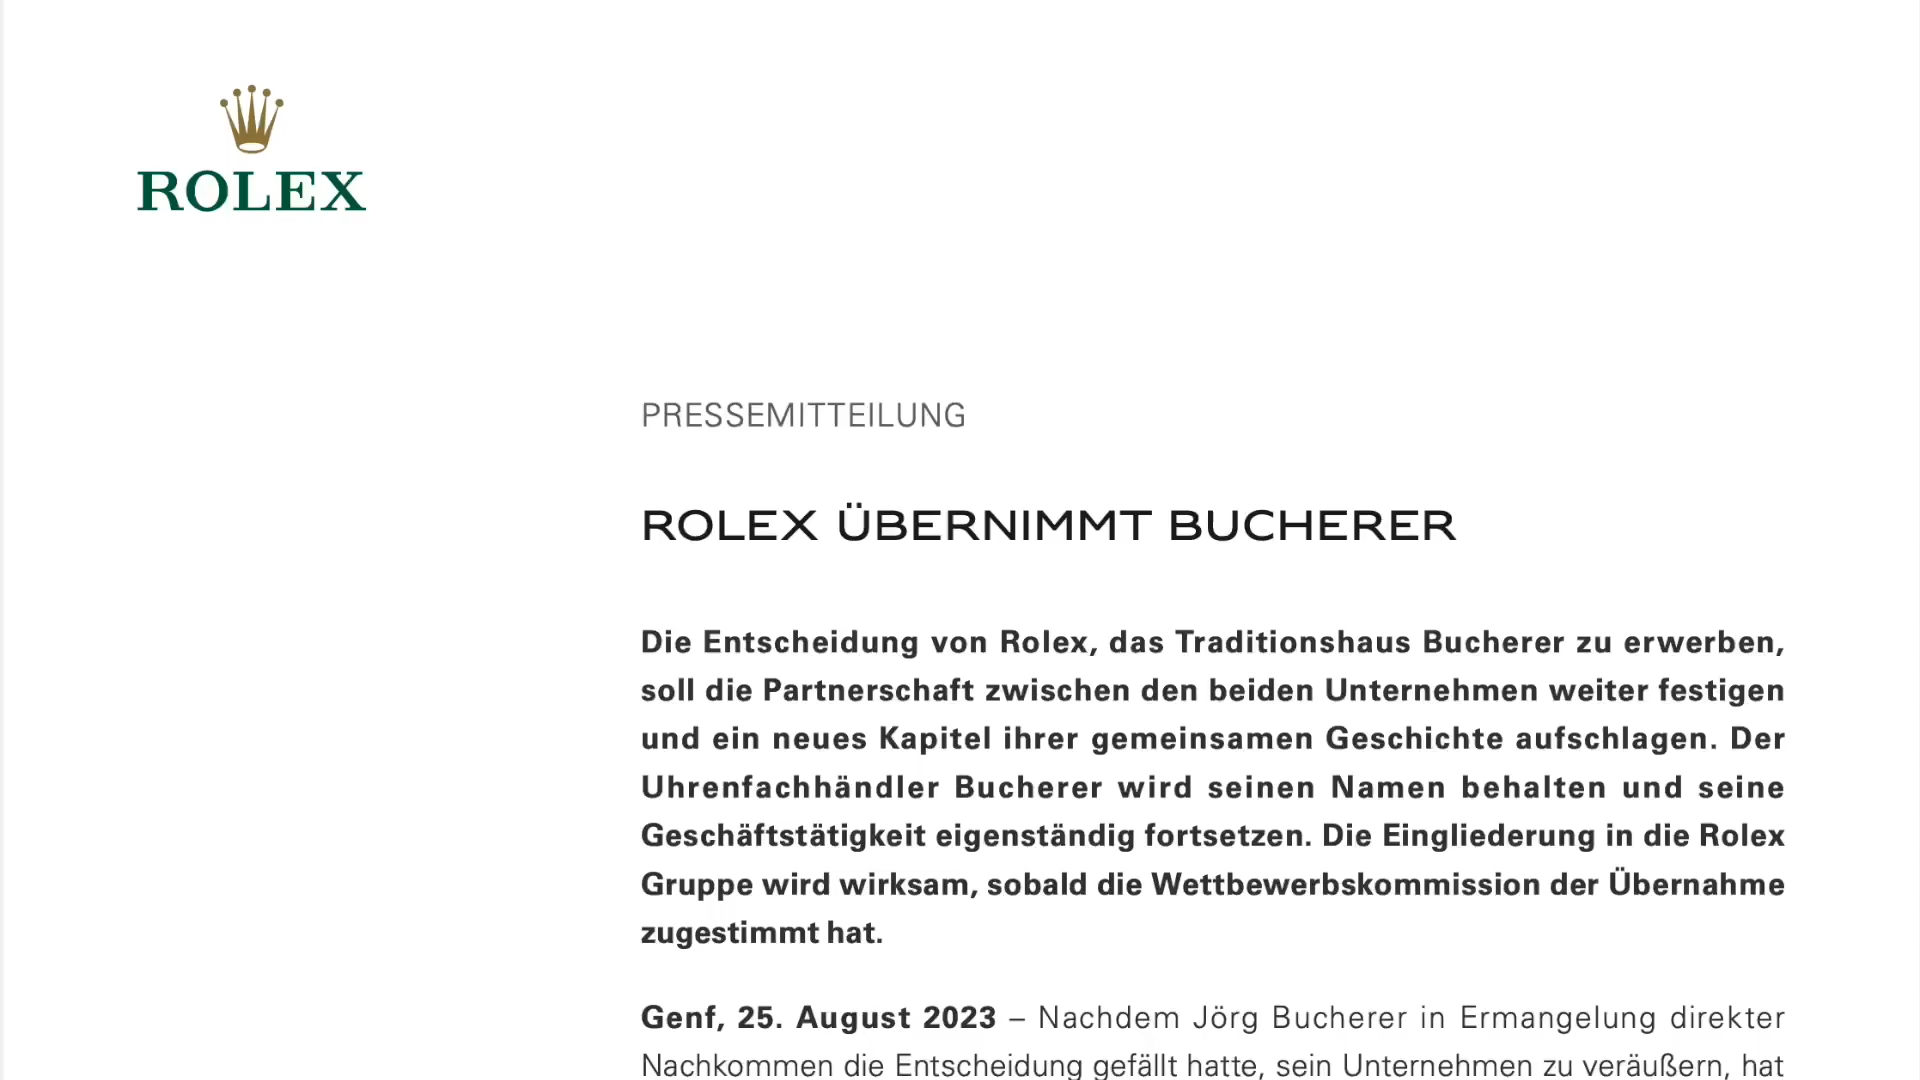 ROLEX
PRESSEMITTEILUNG
ROLEX ÜBERNIMMT BUCHERER
Die Entscheidung von Rolex, das Traditionshaus Bucherer zu erwerben,
soll die Partnerschaft zwischen den beiden Unternehmen weiter festigen
und ein neues Kapitel ihrer gemeinsamen Geschichte aufschlagen. Der
Uhrenfachhändler Bucherer wird seinen Namen behalten und seine
Geschäftstätigkeit eigenständig fortsetzen. Die Eingliederung in die Rolex
Gruppe wird wirksam, sobald die Wettbewerbskommission der Übernahme
zugestimmt hat.
Genf, 25. August 2023 – Nachdem Jörg Bucherer in Ermangelung direkter
Nachkommen die Entscheidung gefällt hatte, sein Unternehmen zu veräußern, hat